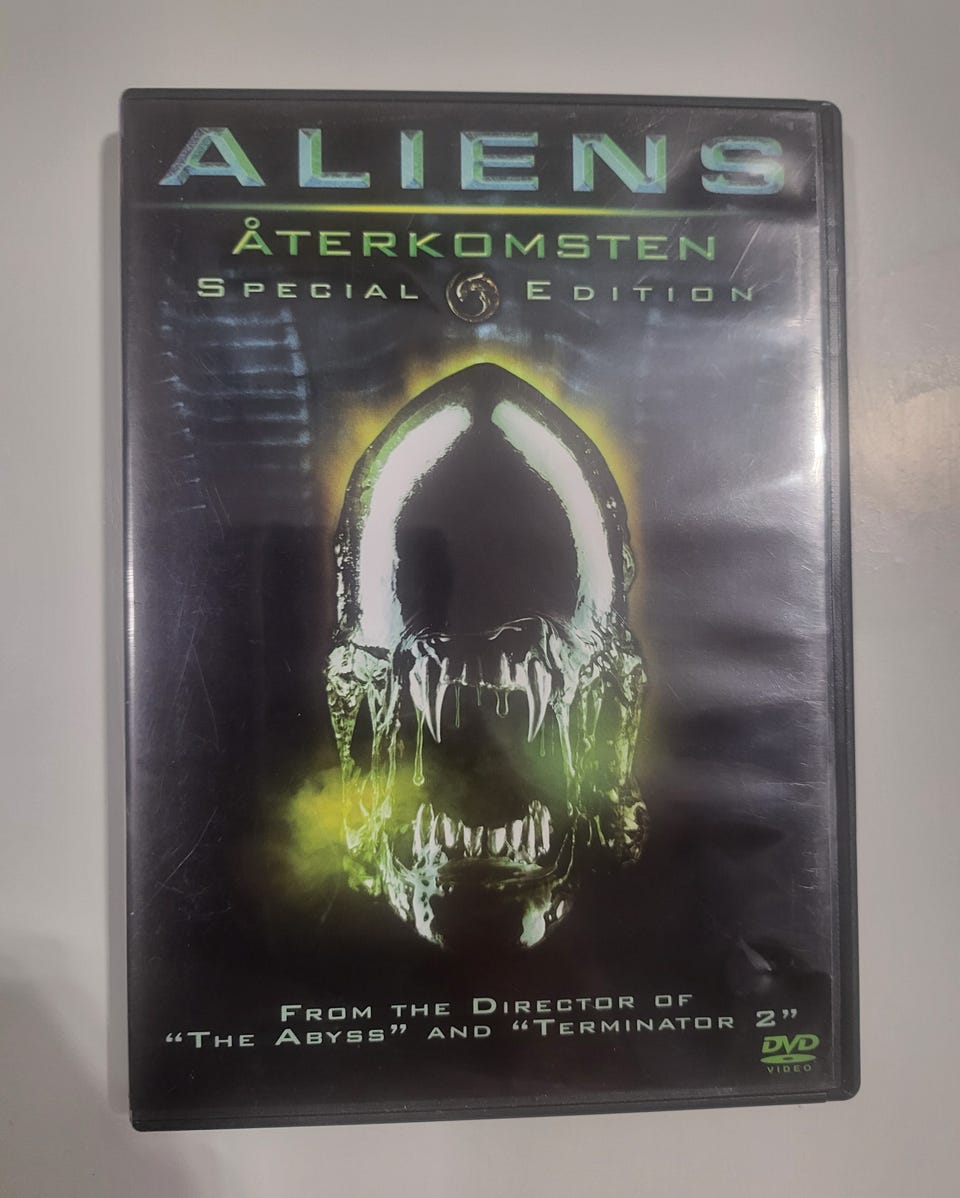 ALIENS
ÅTERKOMSTEN
SPECIAL EDITION
FROM THE DIRECTOR OF
“THE ABYSS” AND “TERMINATOR 2”
DVD
VIDEO